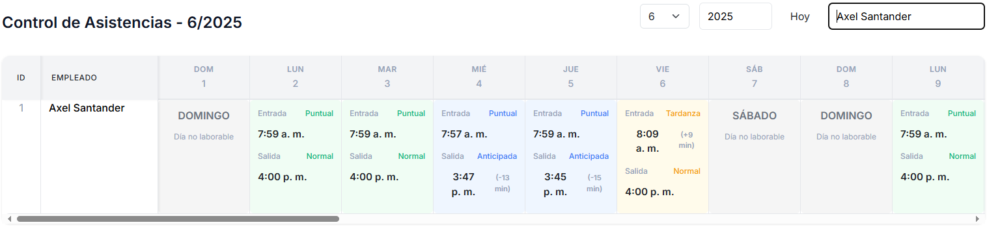 Control de Asistencias - 6/2025
6
2025
Hoy
Axel Santander
ID
EMPLEADO
DOM
1
LUN
2
MAR
3
MIÉ
4
JUE
5
VIE
6
SÁB
7
DOM
8
LUN
9
1
Axel Santander
DOMINGO
Día no laborable
Entrada Puntual
7:59 a. m.
Salida Normal
4:00 p. m.
Entrada Puntual
7:59 a. m.
Salida Normal
4:00 p. m.
Entrada Puntual
7:57 a. m.
Salida Anticipada
3:47 (-13
p. m. min)
Entrada Puntual
7:59 a. m.
Salida Anticipada
3:45 (-15
p. m. min)
Entrada Tardanza
8:09 (+9
a. m. min)
Salida Normal
4:00 p. m.
SÁBADO
Día no laborable
DOMINGO
Día no laborable
Entrada Puntual
7:59 a. m.
Salida Normal
4:00 p. m.